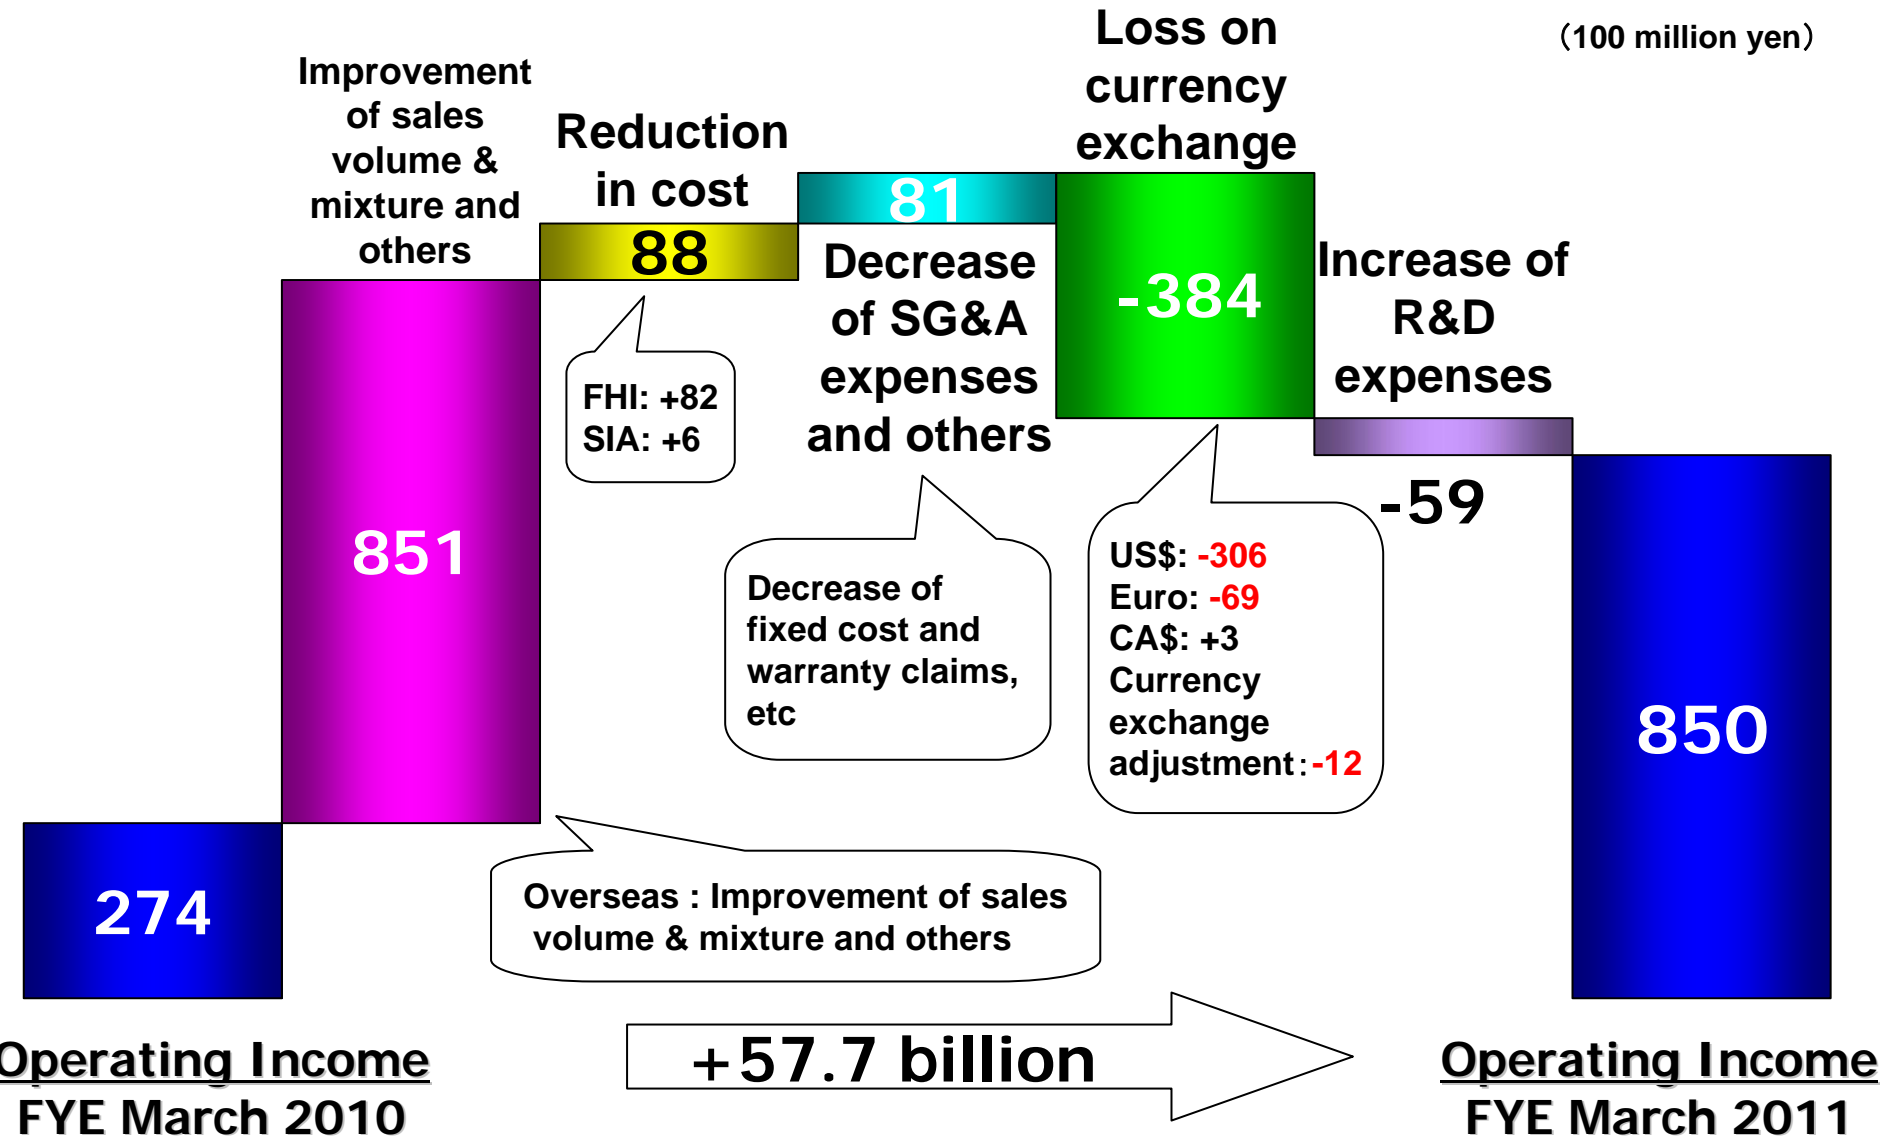 （100 million yen）
Improvement
of sales
volume &
mixture and
others
Reduction
in cost
Loss on
currency
exchange
81
88
Decrease
of SG&A
expenses
and others
-384
Increase of
R&D
expenses
-59
FHI: +82
SIA: +6
851
Decrease of
fixed cost and
warranty claims,
etc
US$: -306
Euro: -69
CA$: +3
Currency
exchange
adjustment：-12
850
274
Overseas : Improvement of sales
volume & mixture and others
+57.7 billion
Operating Income
FYE March 2010
Operating Income
FYE March 2011